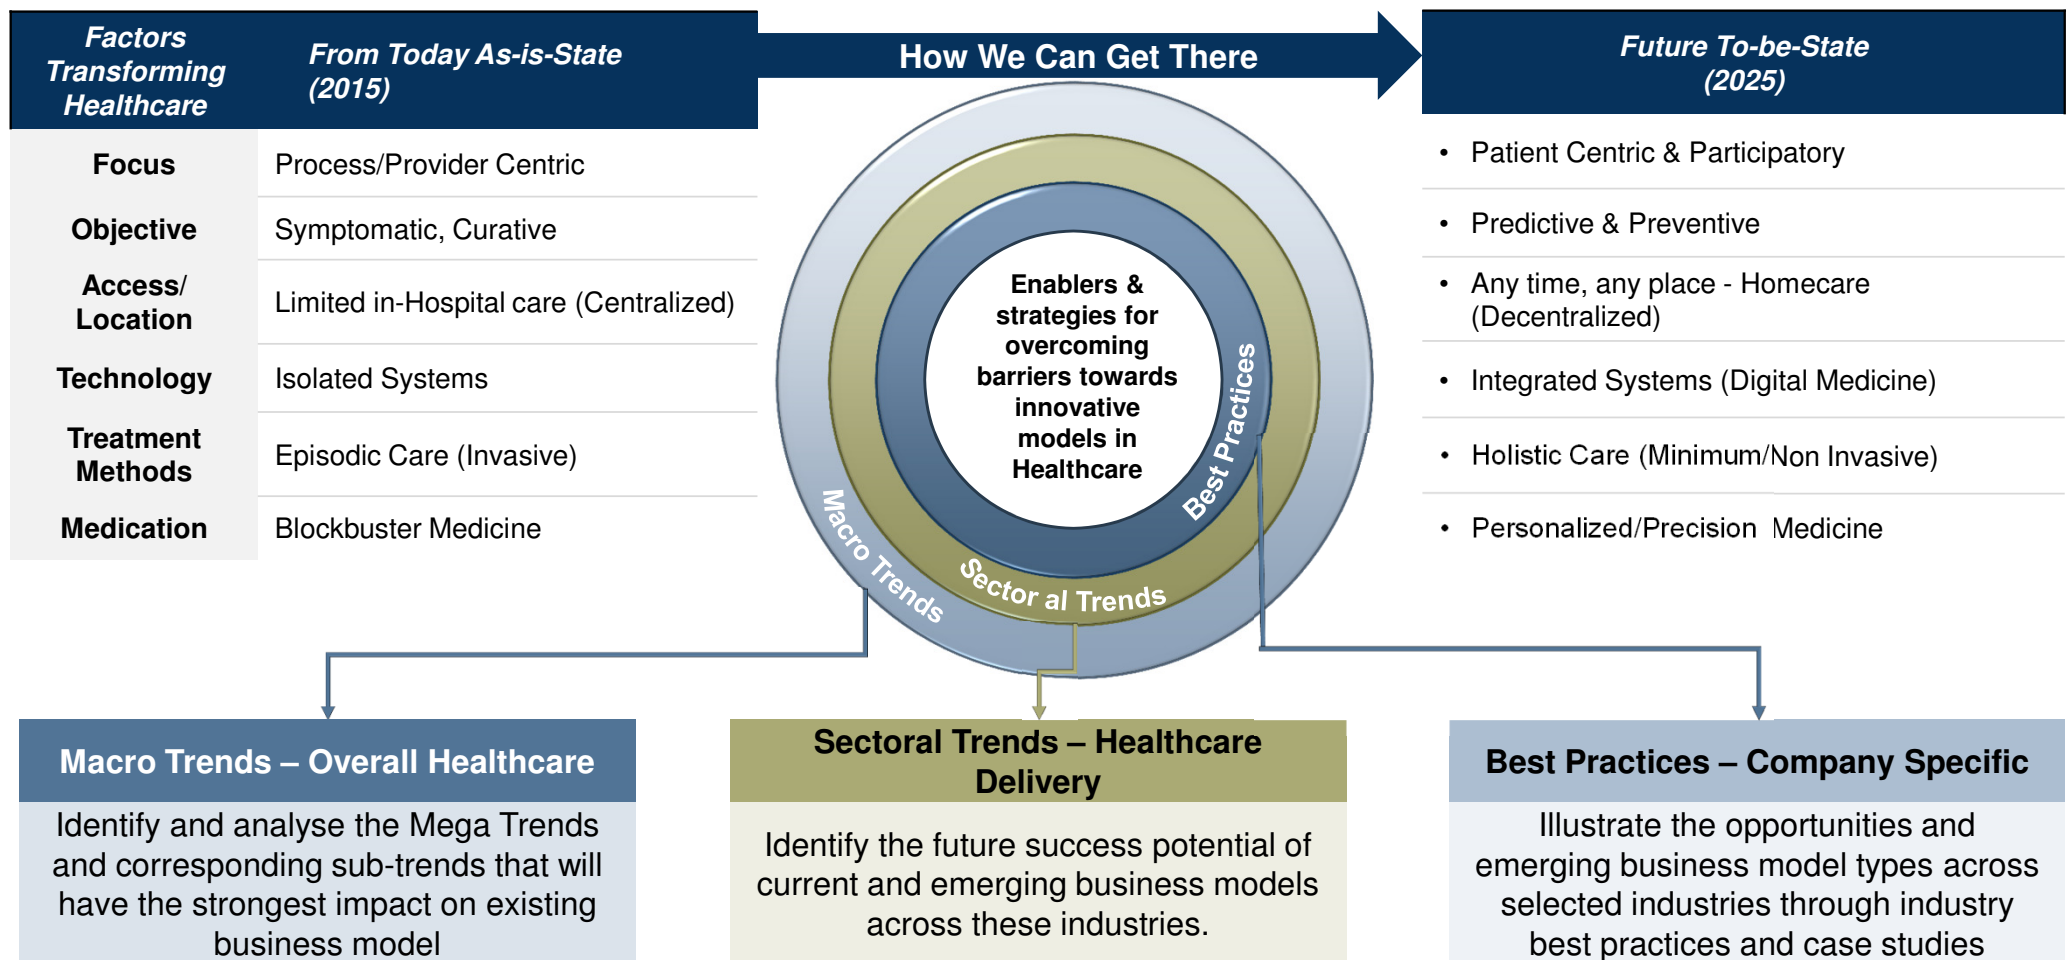 Factors
Transforming
Healthcare
From Today As-is-State
(2015)
How We Can Get There
Future To-be-State
(2025)
Focus
Process/Provider Centric
• Patient Centric & Participatory
Objective
Symptomatic, Curative
• Predictive & Preventive
Access/
Location
Limited in-Hospital care (Centralized)
• Any time, any place - Homecare
(Decentralized)
Technology
Isolated Systems
• Integrated Systems (Digital Medicine)
Treatment
Methods
Episodic Care (Invasive)
• Holistic Care (Minimum/Non Invasive)
Medication
Blockbuster Medicine
• Personalized/Precision Medicine
Enablers &
strategies for
overcoming
barriers towards
innovative
models in
Healthcare
Best Practices
Sector al Trends
Macro Trends
Macro Trends – Overall Healthcare
Identify and analyse the Mega Trends
and corresponding sub-trends that will
have the strongest impact on existing
business model
Sectoral Trends – Healthcare
Delivery
Identify the future success potential of
current and emerging business models
across these industries.
Best Practices – Company Specific
Illustrate the opportunities and
emerging business model types across
selected industries through industry
best practices and case studies